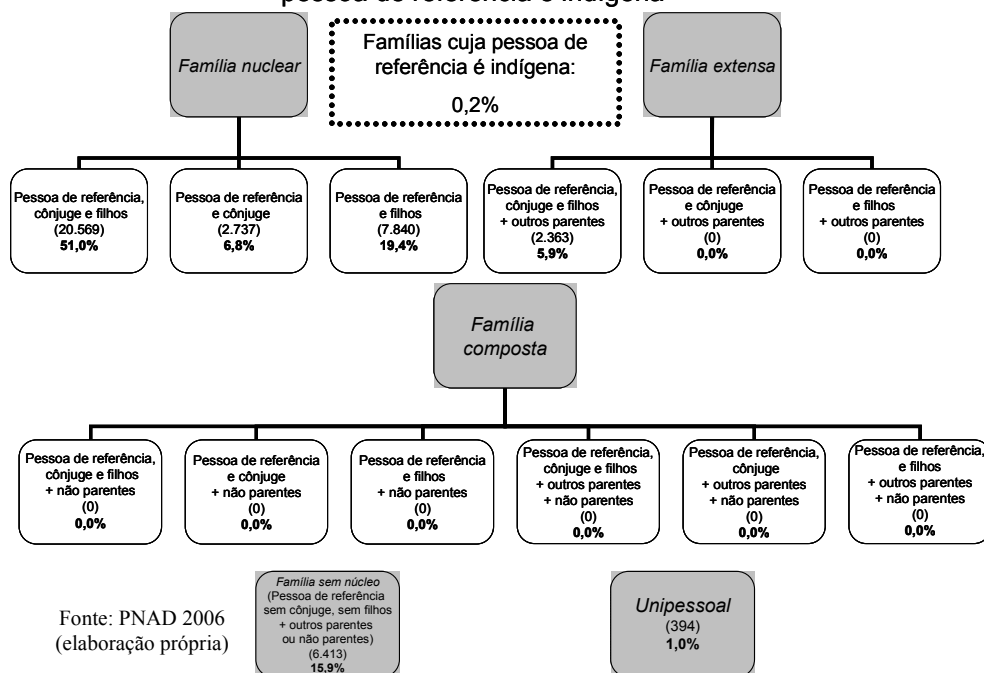 pessoa de referência é indígena
Família nuclear
Famílias cuja pessoa de
referência é indígena:
0,2%
Família extensa
Pessoa de referência,
cônjuge e filhos
(20.569)
51,0%
Pessoa de referência
e cônjuge
(2.737)
6,8%
Pessoa de referência
e filhos
(7.840)
19,4%
Pessoa de referência,
cônjuge e filhos
+ outros parentes
(2.363)
5,9%
Pessoa de referência
e cônjuge
+ outros parentes
(0)
0,0%
Pessoa de referência
e filhos
+ outros parentes
(0)
0,0%
Família
composta
Pessoa de referência,
cônjuge e filhos
+ não parentes
(0)
0,0%
Pessoa de referência
e cônjuge
+ não parentes
(0)
0,0%
Pessoa de referência
e filhos
+ não parentes
(0)
0,0%
Pessoa de referência,
cônjuge e filhos
+ outros parentes
+ não parentes
(0)
0,0%
Pessoa de referência,
cônjuge
+ outros parentes
+ não parentes
(0)
0,0%
Pessoa de referência,
e filhos
+ outros parentes
+ não parentes
(0)
0,0%
Fonte: PNAD 2006
(elaboração própria)
Família sem núcleo
(Pessoa de referência
sem cônjuge, sem filhos
+ outros parentes
ou não parentes)
(6.413)
15,9%
Unipessoal
(394)
1,0%